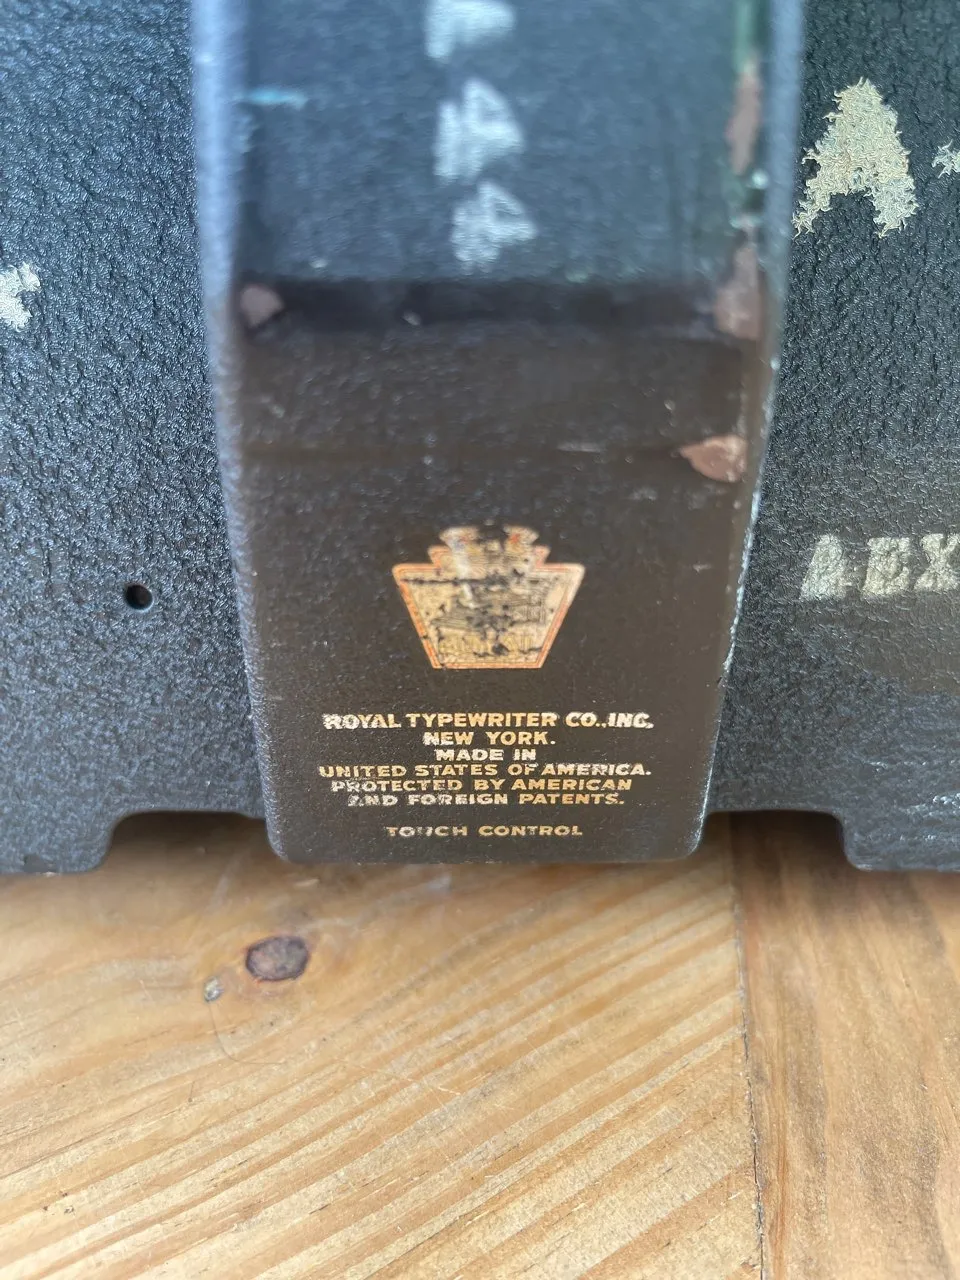 A
AEX
ROYAL TYPEWRITER CO., INC.
NEW YORK.
MADE IN
UNITED STATES OF AMERICA.
PROTECTED BY AMERICAN
AND FOREIGN PATENTS.
TOUCH CONTROL